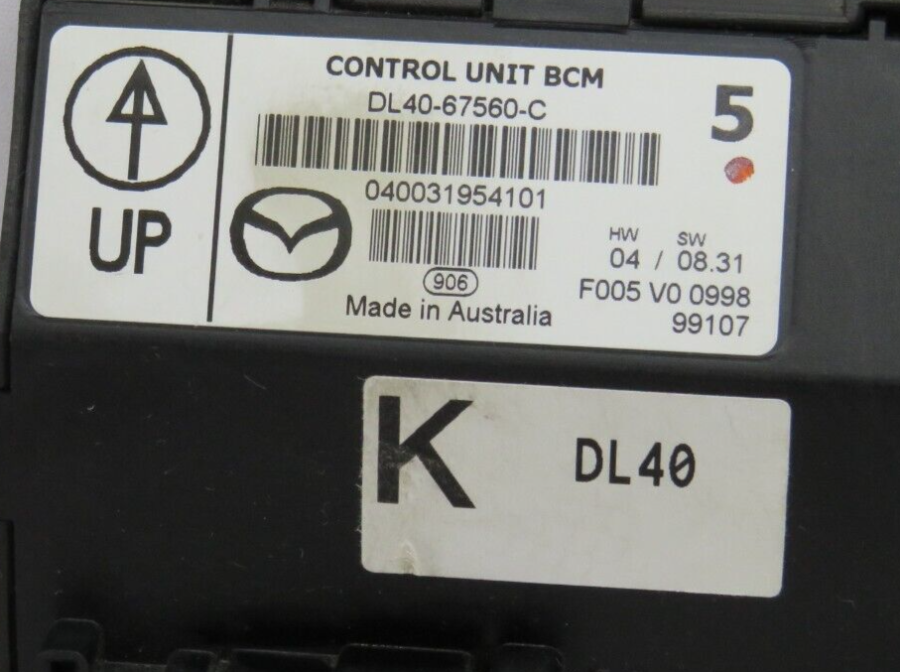 CONTROL UNIT BCM
DL40-67560-C
5
UP
040031954101
HW SW
04 / 08.31
906
F005 V0 0998
Made in Australia
99107
K DL40